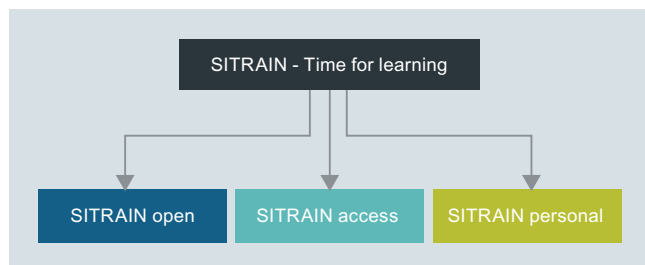 SITRAIN - Time for learning
SITRAIN open
SITRAIN access
SITRAIN personal